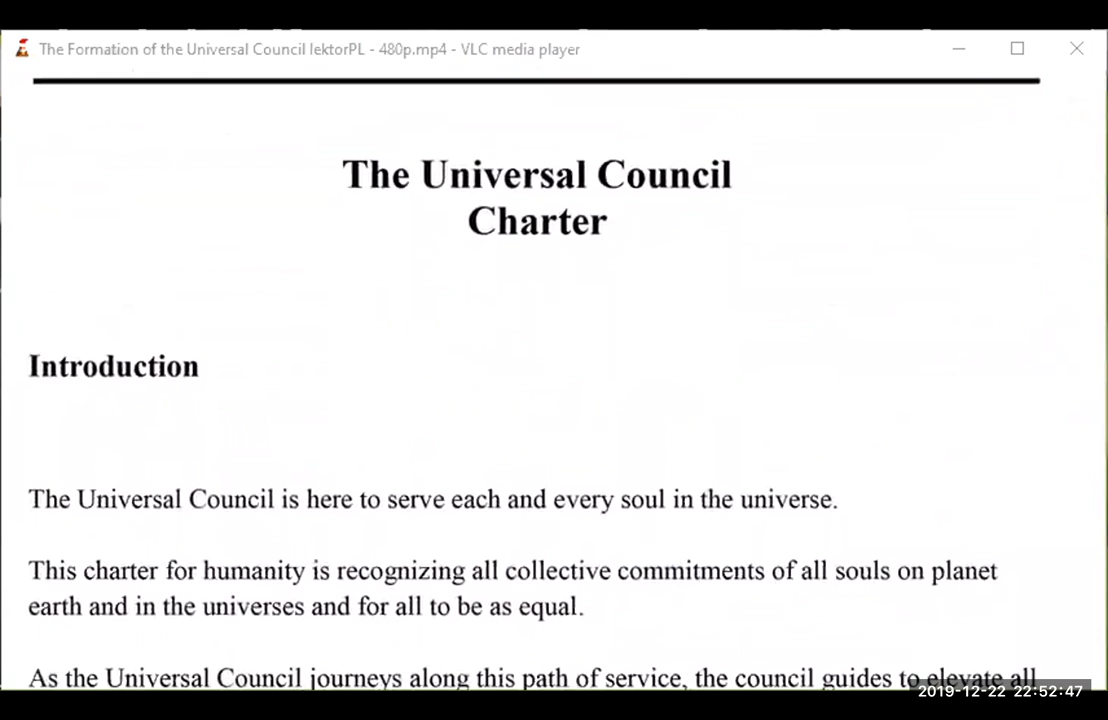 The Formation of the Universal Council lektorPL - 480p.mp4 - VLC media player
The Universal Council
Charter
Introduction
The Universal Council is here to serve each and every soul in the universe.
This charter for humanity is recognizing all collective commitments of all souls on planet
earth and in the universes and for all to be as equal.
As the Universal Council journeys along this path of service, the council guides to elevate all
2019-12-22 22:52:47